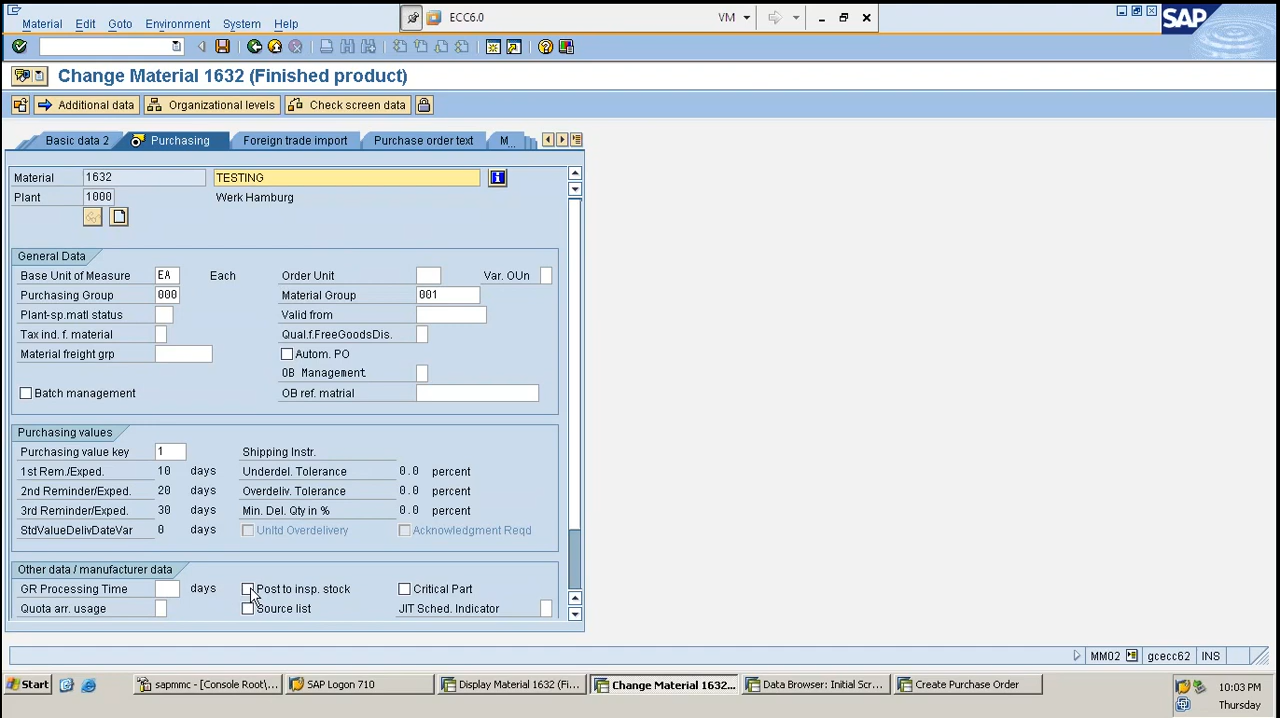 Material Edit Goto Environment System Help
ECC6.0
VM
SAP
Change Material 1632 (Finished product)
Additional data Organizational levels Check screen data
Basic data 2 Purchasing Foreign trade import Purchase order text M...
Material 1632 TESTING
Plant 1000 Werk Hamburg
General Data
Base Unit of Measure EA Each Order Unit Var. OUn
Purchasing Group 000 Material Group 001
Plant-sp.matl status Valid from
Tax ind. f. material Qual.f.FreeGoodsDis.
Material freight grp Autom. PO
OB Management
Batch management OB ref. matrial
Purchasing values
Purchasing value key 1 Shipping Instr.
1st Rem./Exped. 10 days Underdel. Tolerance 0.0 percent
2nd Reminder/Exped. 20 days Overdeliv. Tolerance 0.0 percent
3rd Reminder/Exped. 30 days Min. Del. Qty in % 0.0 percent
StdValueDelivDateVar 0 days Unltd Overdelivery Acknowledgment Reqd
Other data / manufacturer data
GR Processing Time days Post to insp. stock Critical Part
Quota arr. usage Source list JIT Sched. Indicator
MM02 gcecc62 INS
Start sapmmc - [Console Root\... SAP Logon 710 Display Material 1632 (Fi... Change Material 1632... Data Browser: Initial Scr... Create Purchase Order 10:03 PM
Thursday